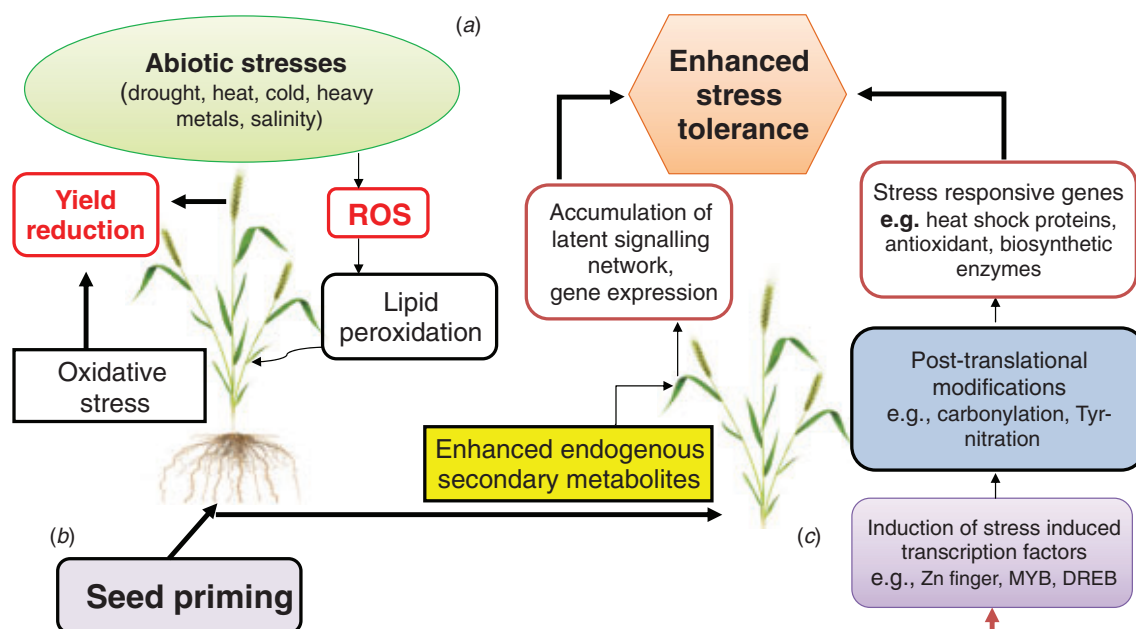 (a)
Abiotic stresses
(drought, heat, cold, heavy
metals, salinity)
Yield
reduction
ROS
Lipid
peroxidation
Oxidative
stress
Enhanced
stress
tolerance
Accumulation of
latent signalling
network,
gene expression
Stress responsive genes
e.g. heat shock proteins,
antioxidant, biosynthetic
enzymes
Post-translational
modifications
e.g., carbonylation, Tyr-
nitration
Enhanced endogenous
secondary metabolites
(b)
Seed priming
(c)
Induction of stress induced
transcription factors
e.g., Zn finger, MYB, DREB